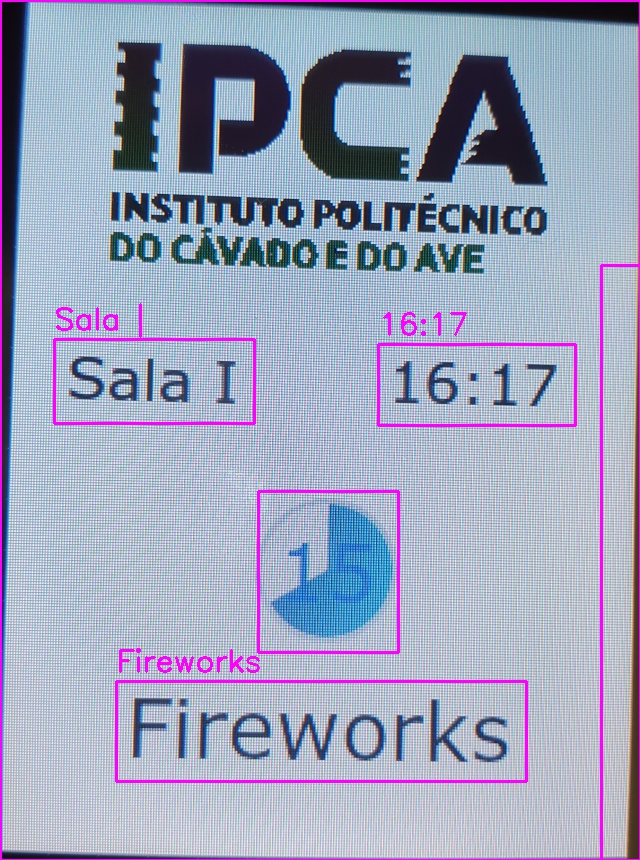 IPCA
INSTITUTO POLITÉCNICO
DO CÁVADO E DO AVE
Sala | 16:17
Sala I 16:17
15
Fireworks
Fireworks